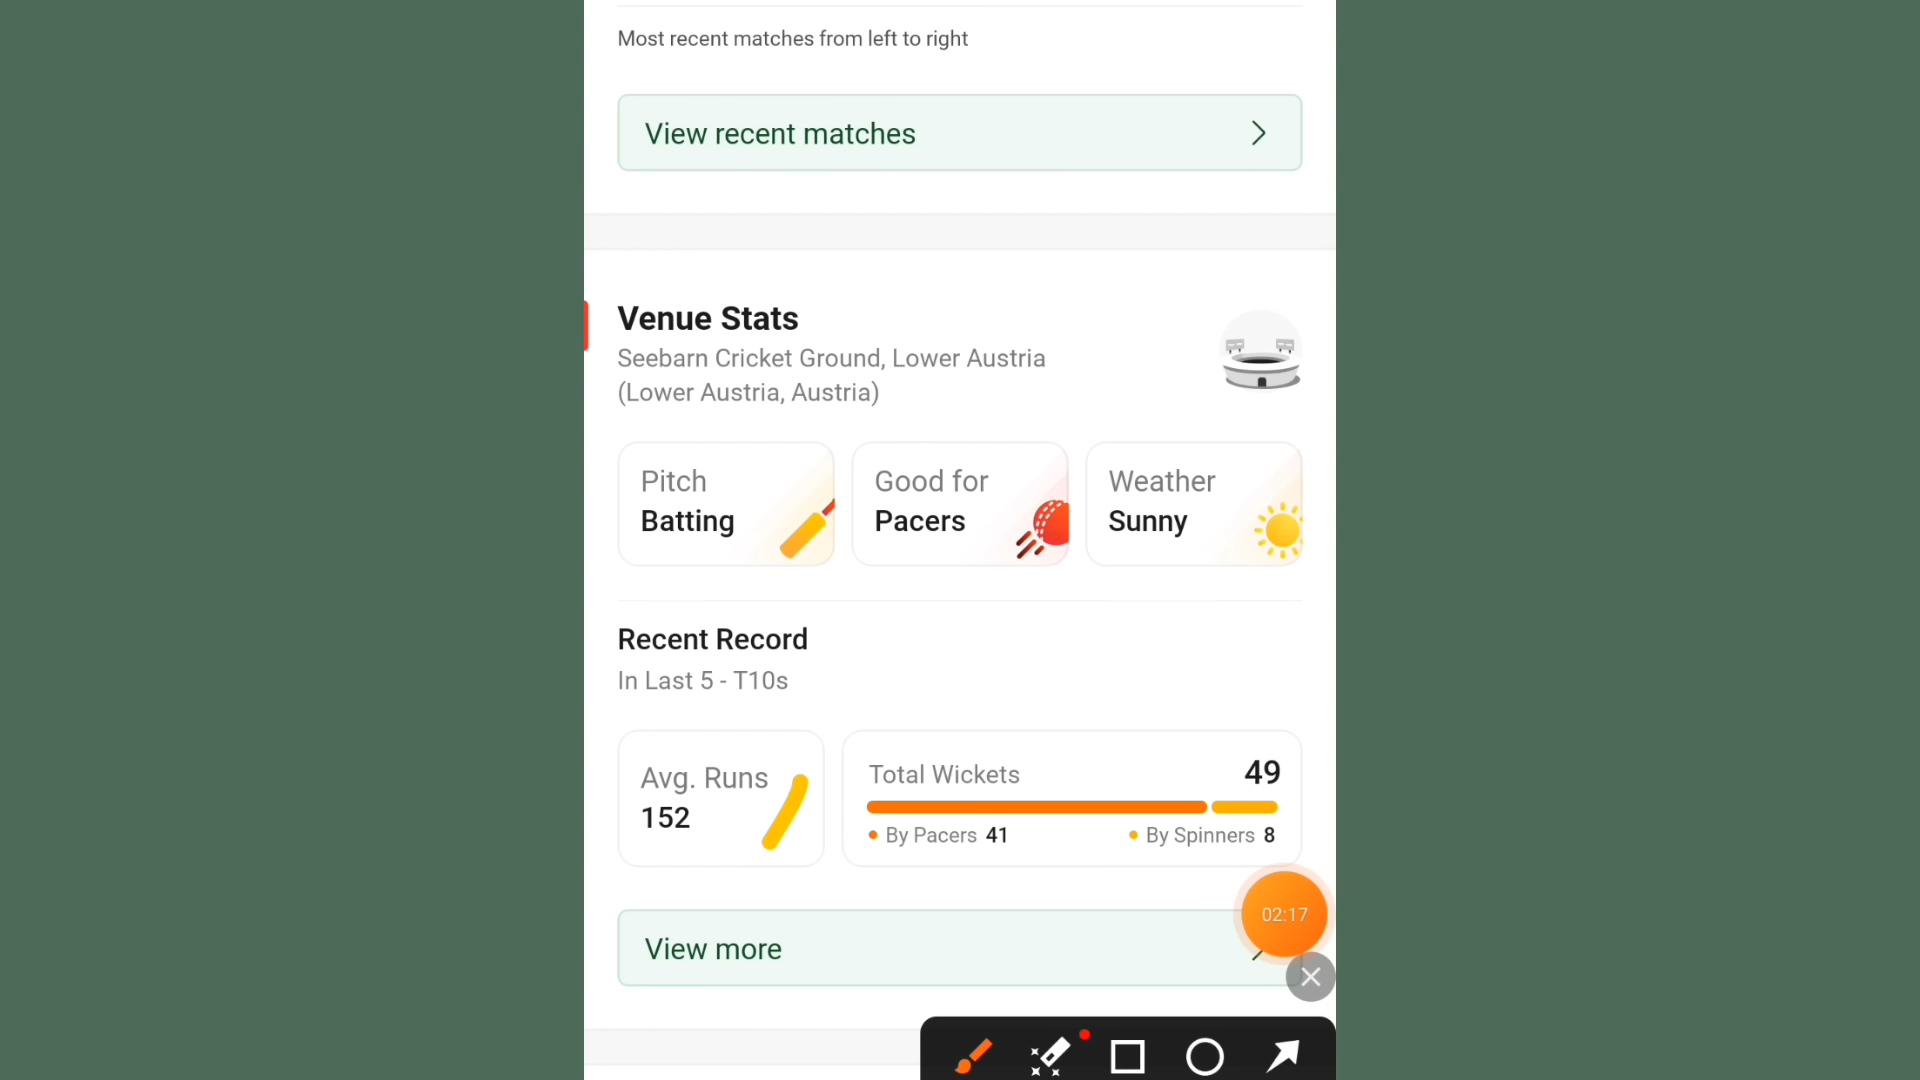 Most recent matches from left to right
View recent matches
Venue Stats
Seebarn Cricket Ground, Lower Austria
(Lower Austria, Austria)
Pitch
Batting
Good for
Pacers
Weather
Sunny
Recent Record
In Last 5 - T10s
Avg. Runs
152
Total Wickets 49
By Pacers 41
By Spinners 8
02:17
View more